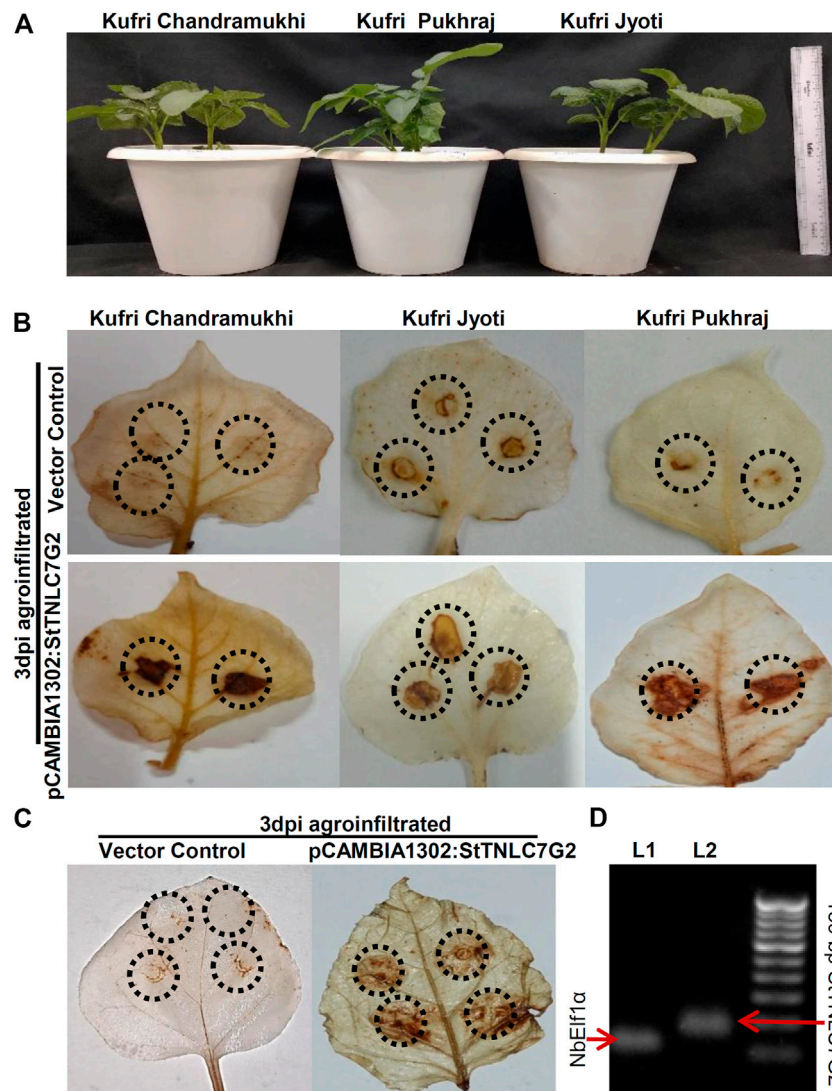 A
Kufri Chandramukhi Kufri Pukhraj Kufri Jyoti
B
Kufri Chandramukhi Kufri Jyoti Kufri Pukhraj
3dpi agroinfiltrated
Vector Control
pCAMBIA1302:StTNLC7G2
C
3dpi agroinfiltrated
Vector Control pCAMBIA1302:StTNLC7G2
D
L1 L2
NbElf1α